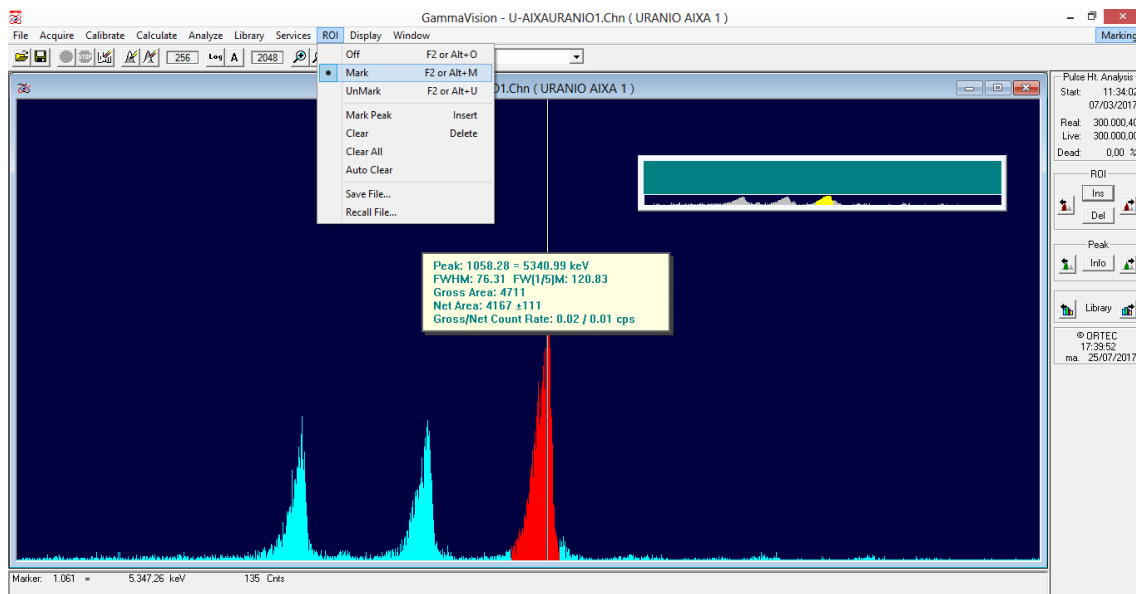 GammaVision - U-AIXAURANIO1.Chn ( URANIO AIXA 1 )
File Acquire Calibrate Calculate Analyze Library Services ROI Display Window
Marking
256 Log A 2048
Off F2 or Alt+O
Mark F2 or Alt+M
UnMark F2 or Alt+U
Mark Peak Insert
Clear Delete
Clear All
Auto Clear
Save File...
Recall File...
O1.Chn ( URANIO AIXA 1 )
Peak: 1058.28 = 5340.99 keV
FWHM: 76.31 FW(1/5)M: 120.83
Gross Area: 4711
Net Area: 4167 ±111
Gross/Net Count Rate: 0.02 / 0.01 cps
Pulse Ht. Analysis
Start: 11:34:02
07/03/2017
Real: 300.000,40
Live: 300.000,00
Dead: 0,00 %
ROI
Ins
Del
Peak
Info
Library
© ORTEC
17:39:52
ma. 25/07/2017
Marker: 1.061 = 5.347,26 keV 135 Cnts